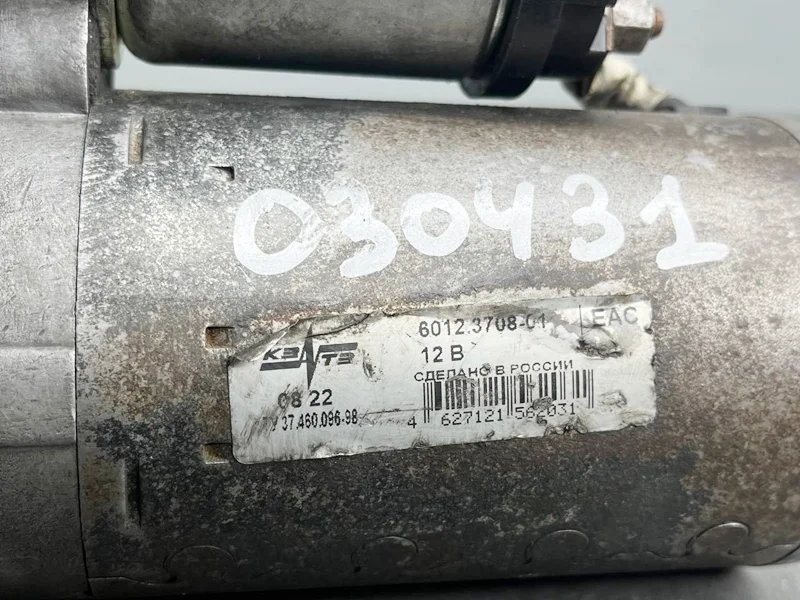 030431
КЗАТЭ
6012.3708-01
EAC
12 В
СДЕЛАНО В РОССИИ
08 22
37.460.096-98
4 627121 562031